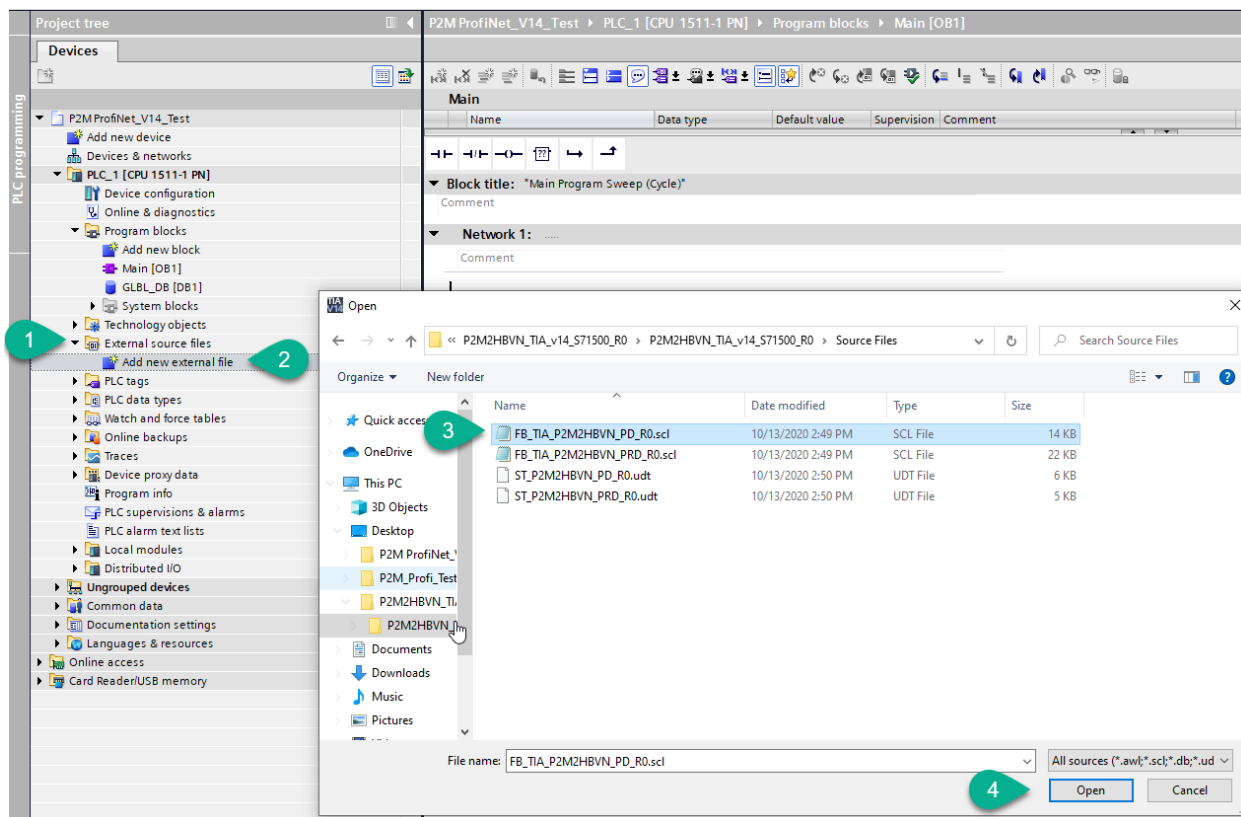 Project tree
Devices
PLC programming
P2M ProfiNet_V14_Test
Add new device
Devices & networks
PLC_1 [CPU 1511-1 PN]
Device configuration
Online & diagnostics
Program blocks
Add new block
Main [OB1]
GLBL_DB [DB1]
System blocks
Technology objects
1
External source files
Add new external file
2
PLC tags
PLC data types
Watch and force tables
Online backups
Traces
Device proxy data
Program info
PLC supervisions & alarms
PLC alarm text lists
Local modules
Distributed I/O
Ungrouped devices
Common data
Documentation settings
Languages & resources
Online access
Card Reader/USB memory
P2M ProfiNet_V14_Test PLC_1 [CPU 1511-1 PN] Program blocks Main [OB1]
Main
Name Data type Default value Supervision Comment
??
Block title: "Main Program Sweep (Cycle)"
Comment
Network 1: .....
Comment
TIA V14 Open
« P2M2HBVN_TIA_v14_S71500_R0 > P2M2HBVN_TIA_v14_S71500_R0 > Source Files
Search Source Files
Organize New folder
Quick acces
OneDrive
This PC
3D Objects
Desktop
P2M ProfiNet_V
P2M_Profi_Test
P2M2HBVN_TIA
P2M2HBVN_
Documents
Downloads
Music
Pictures
Name Date modified Type Size
3
FB_TIA_P2M2HBVN_PD_R0.scl 10/13/2020 2:49 PM SCL File 14 KB
FB_TIA_P2M2HBVN_PRD_R0.scl 10/13/2020 2:49 PM SCL File 22 KB
ST_P2M2HBVN_PD_R0.udt 10/13/2020 2:50 PM UDT File 6 KB
ST_P2M2HBVN_PRD_R0.udt 10/13/2020 2:50 PM UDT File 5 KB
File name: FB_TIA_P2M2HBVN_PD_R0.scl
All sources (*.awl;*.scl;*.db;*.ud
4
Open Cancel